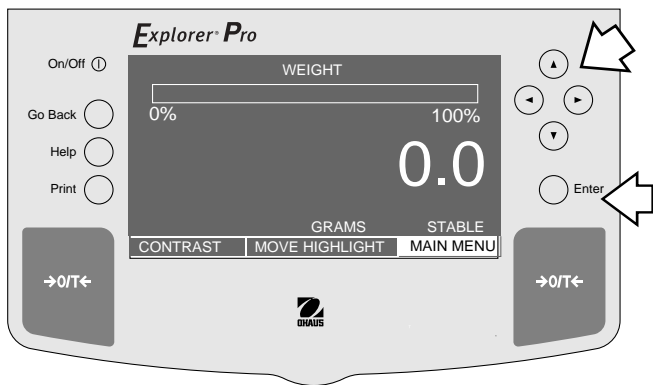 Explorer® Pro
On/Off
WEIGHT
0% 100%
Go Back
Help
0.0
Print
Enter
GRAMS STABLE
CONTRAST MOVE HIGHLIGHT MAIN MENU
→0/T← →0/T←
OHAUS